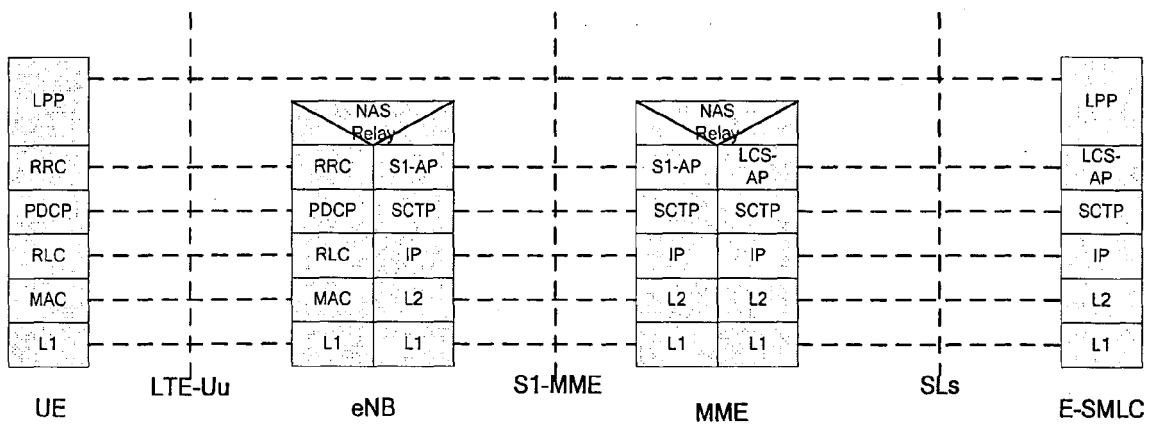 NAS NAS
LPP Relay Relay LPP
RRC RRC S1-AP S1-AP LCS-AP LCS-AP
PDCP PDCP SCTP SCTP SCTP SCTP
RLC RLC IP IP IP IP
MAC MAC L2 L2 L2 L2
L1 L1 L1 L1 L1 L1
LTE-Uu S1-MME SLs
UE eNB MME E-SMLC